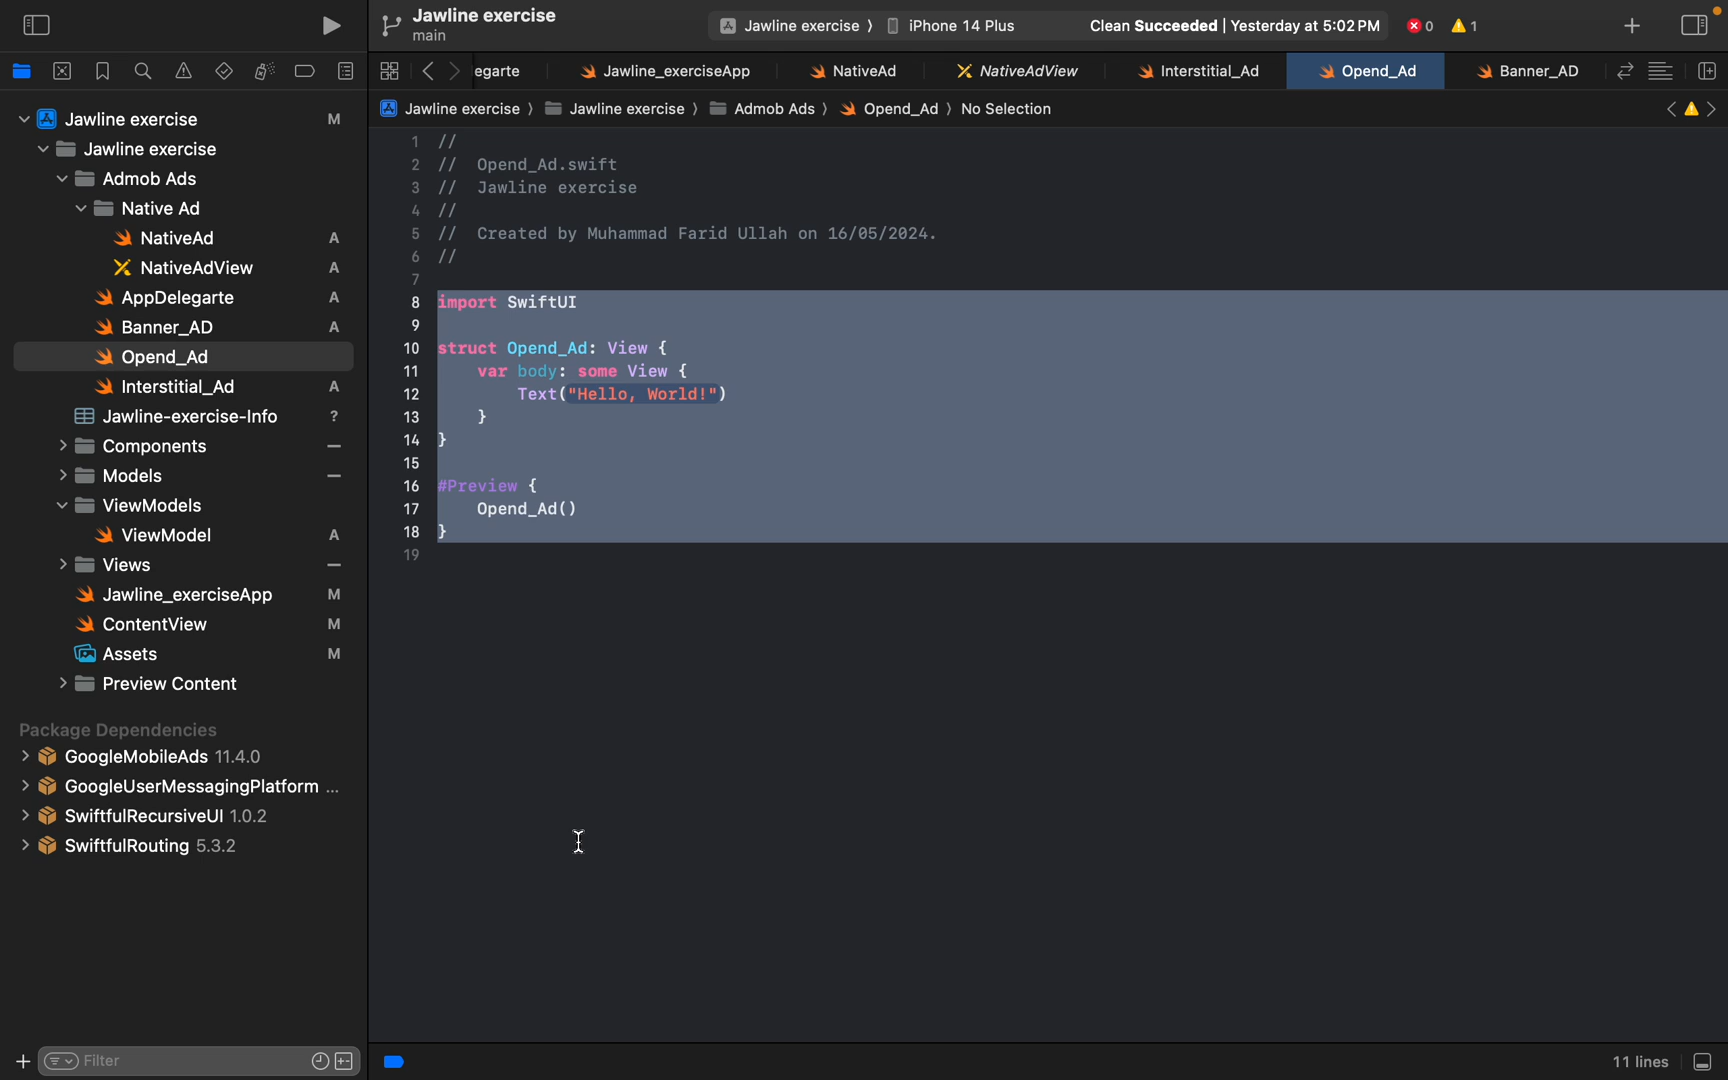 Jawline exercise
main
Jawline exercise 〉 iPhone 14 Plus
Clean Succeeded | Yesterday at 5:02 PM
0
1
egarte
Jawline_exerciseApp
NativeAd
NativeAdView
Interstitial_Ad
Opend_Ad
Banner_AD
Jawline exercise 〉 Jawline exercise 〉 Admob Ads 〉 Opend_Ad 〉 No Selection
Jawline exercise M
Jawline exercise
Admob Ads
Native Ad
NativeAd A
NativeAdView A
AppDelegarte A
Banner_AD A
Opend_Ad
Interstitial_Ad A
Jawline-exercise-Info ?
Components
Models
ViewModels
ViewModel A
Views
Jawline_exerciseApp M
ContentView M
Assets M
Preview Content
Package Dependencies
GoogleMobileAds 11.4.0
GoogleUserMessagingPlatform ...
SwiftfulRecursiveUI 1.0.2
SwiftfulRouting 5.3.2
Filter
1 //
2 //  Opend_Ad.swift
3 //  Jawline exercise
4 //
5 //  Created by Muhammad Farid Ullah on 16/05/2024.
6 //
7
8 import SwiftUI
9
10 struct Opend_Ad: View {
11     var body: some View {
12         Text("Hello, World!")
13     }
14 }
15
16 #Preview {
17     Opend_Ad()
18 }
19
11 lines